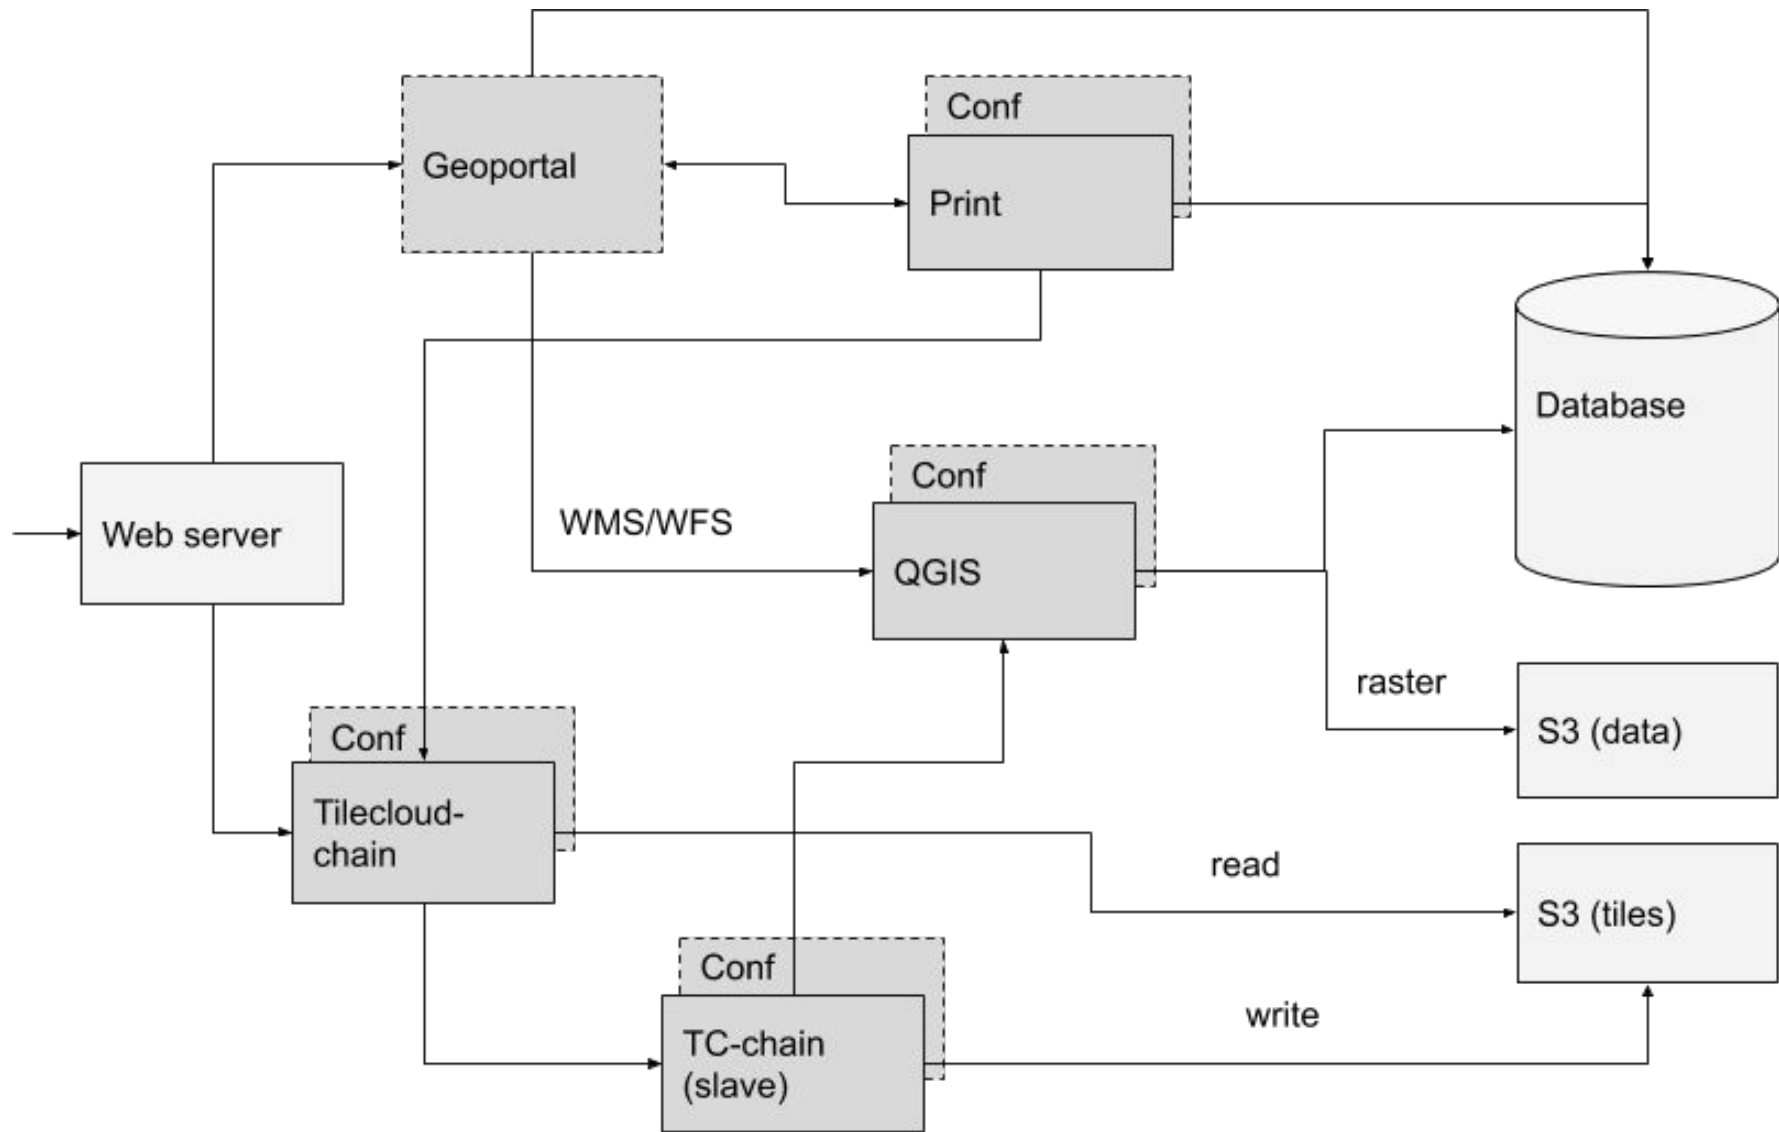 Conf
Geoportal
Print
Database
Conf
WMS/WFS
Web server
QGIS
raster
Conf
S3 (data)
Tilecloud-
chain
read
S3 (tiles)
Conf
write
TC-chain
(slave)